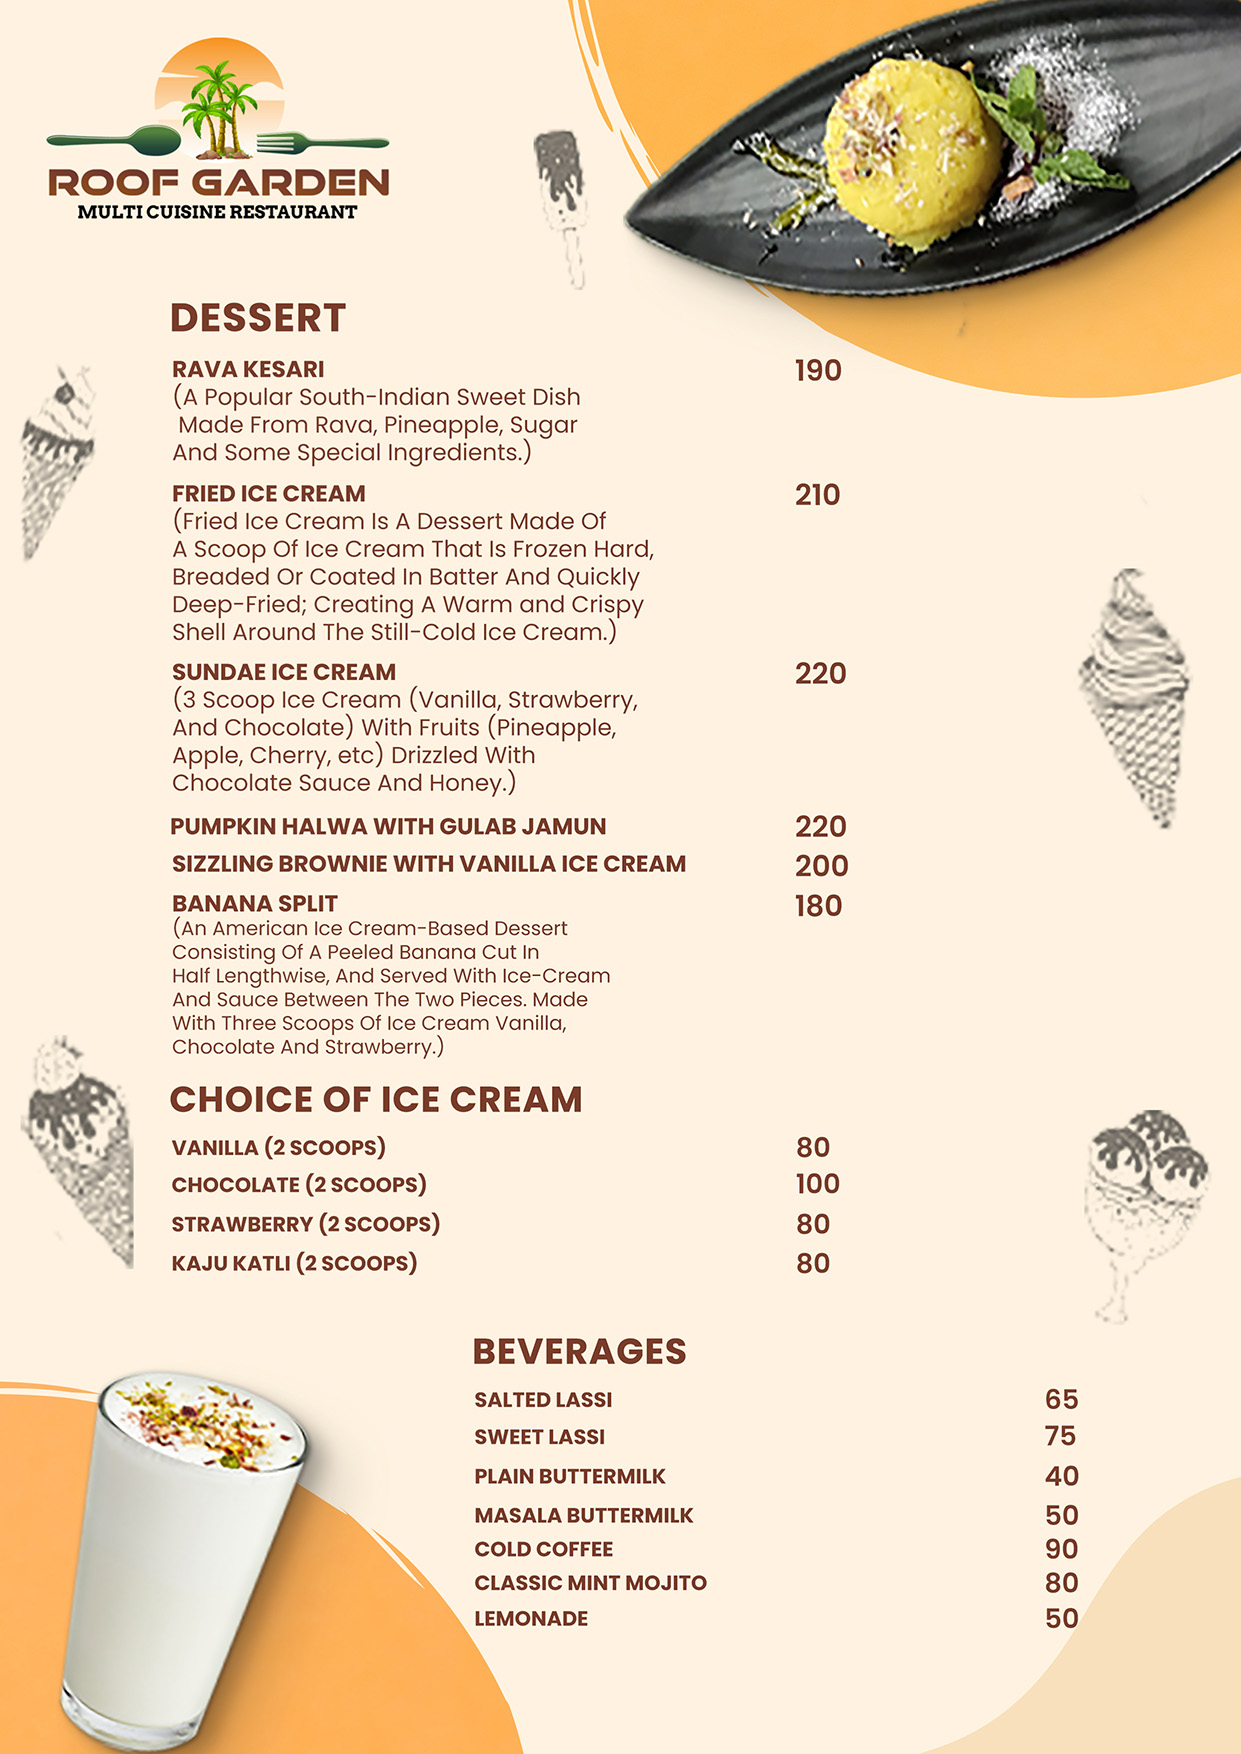 ROOF GARDEN
MULTI CUISINE RESTAURANT
DESSERT
RAVA KESARI 190
(A Popular South-Indian Sweet Dish
Made From Rava, Pineapple, Sugar
And Some Special Ingredients.)
FRIED ICE CREAM 210
(Fried Ice Cream Is A Dessert Made Of
A Scoop Of Ice Cream That Is Frozen Hard,
Breaded Or Coated In Batter And Quickly
Deep-Fried; Creating A Warm and Crispy
Shell Around The Still-Cold Ice Cream.)
SUNDAE ICE CREAM 220
(3 Scoop Ice Cream (Vanilla, Strawberry,
And Chocolate) With Fruits (Pineapple,
Apple, Cherry, etc) Drizzled With
Chocolate Sauce And Honey.)
PUMPKIN HALWA WITH GULAB JAMUN 220
SIZZLING BROWNIE WITH VANILLA ICE CREAM 200
BANANA SPLIT 180
(An American Ice Cream-Based Dessert
Consisting Of A Peeled Banana Cut In
Half Lengthwise, And Served With Ice-Cream
And Sauce Between The Two Pieces. Made
With Three Scoops Of Ice Cream Vanilla,
Chocolate And Strawberry.)
CHOICE OF ICE CREAM
VANILLA (2 SCOOPS) 80
CHOCOLATE (2 SCOOPS) 100
STRAWBERRY (2 SCOOPS) 80
KAJU KATLI (2 SCOOPS) 80
BEVERAGES
SALTED LASSI 65
SWEET LASSI 75
PLAIN BUTTERMILK 40
MASALA BUTTERMILK 50
COLD COFFEE 90
CLASSIC MINT MOJITO 80
LEMONADE 50